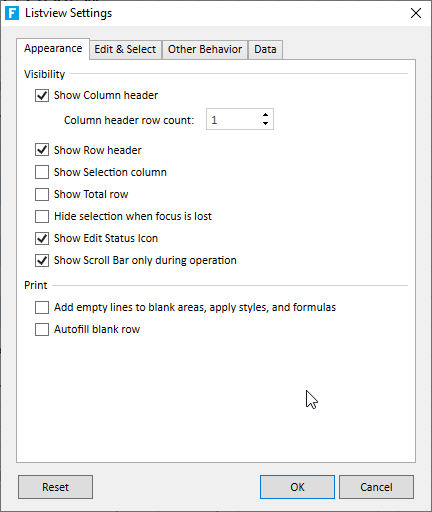 F Listview Settings
Appearance Edit & Select Other Behavior Data
Visibility
Show Column header
Column header row count: 1
Show Row header
Show Selection column
Show Total row
Hide selection when focus is lost
Show Edit Status Icon
Show Scroll Bar only during operation
Print
Add empty lines to blank areas, apply styles, and formulas
Autofill blank row
Reset OK Cancel